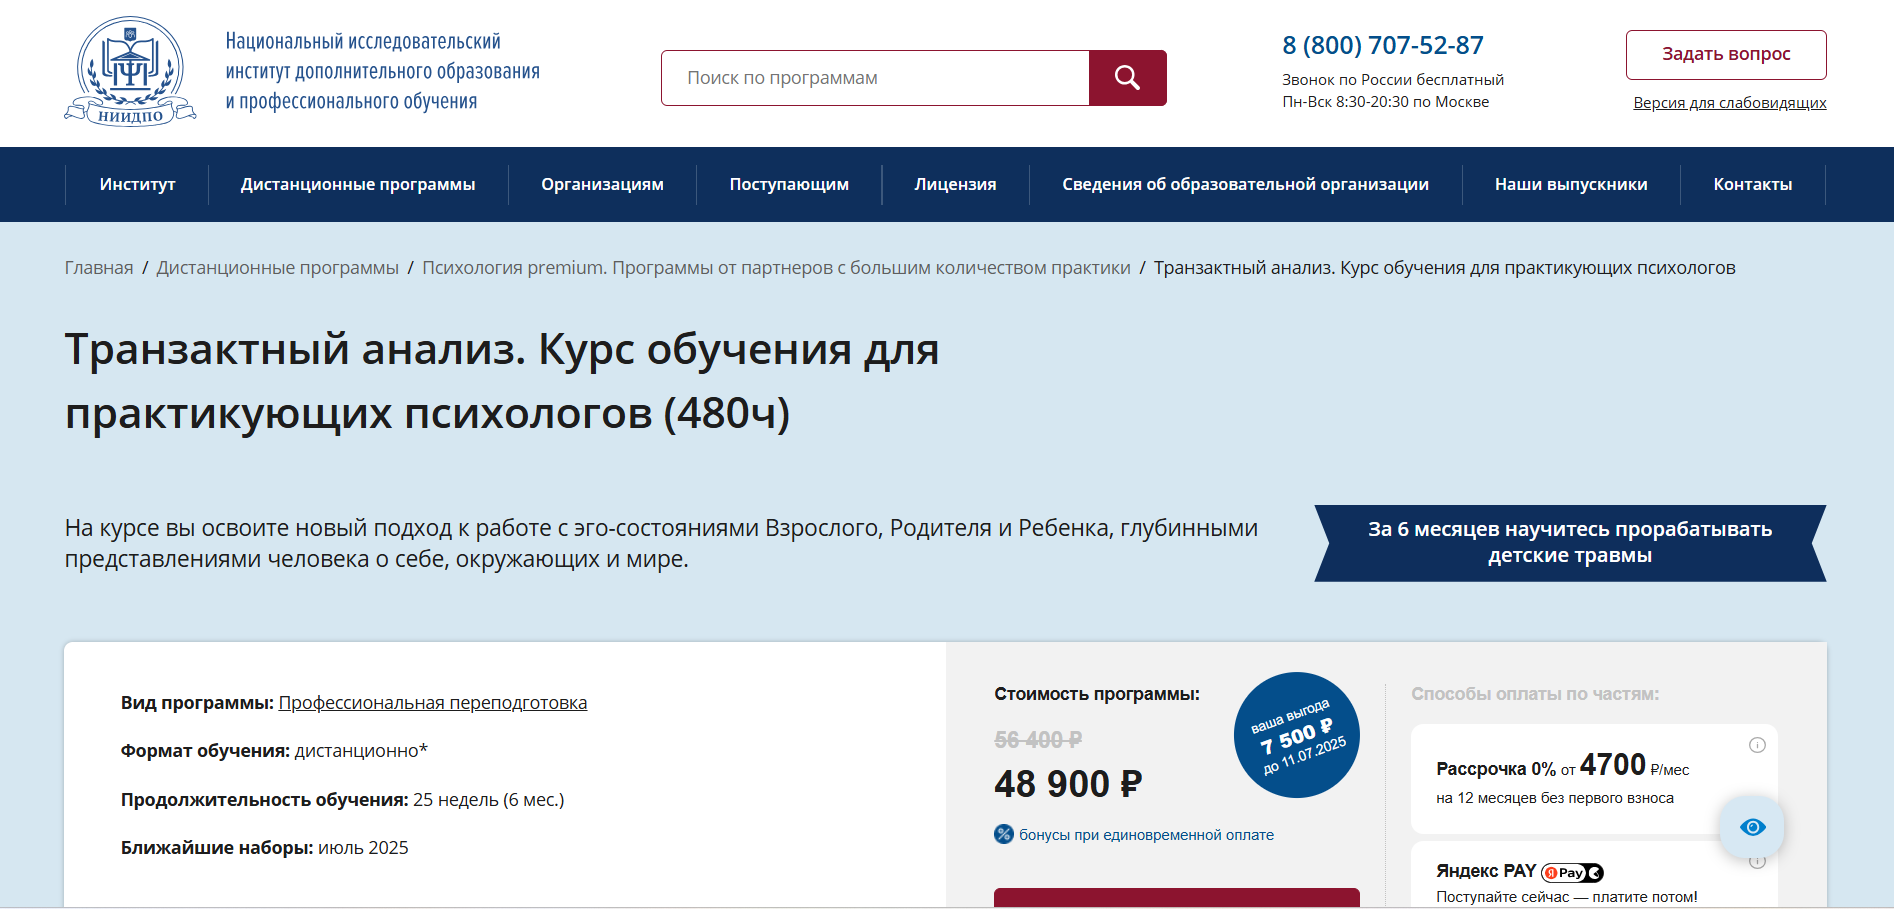 НИИДПО
Национальный исследовательский
институт дополнительного образования
и профессионального обучения
Поиск по программам
8 (800) 707-52-87
Звонок по России бесплатный
Пн-Вск 8:30-20:30 по Москве
Задать вопрос
Версия для слабовидящих
Институт
Дистанционные программы
Организациям
Поступающим
Лицензия
Сведения об образовательной организации
Наши выпускники
Контакты
Главная / Дистанционные программы / Психология premium. Программы от партнеров с большим количеством практики / Транзактный анализ. Курс обучения для практикующих психологов
Транзактный анализ. Курс обучения для
практикующих психологов (480ч)
На курсе вы освоите новый подход к работе с эго-состояниями Взрослого, Родителя и Ребенка, глубинными
представлениями человека о себе, окружающих и мире.
За 6 месяцев научитесь прорабатывать
детские травмы
Вид программы: Профессиональная переподготовка
Формат обучения: дистанционно*
Продолжительность обучения: 25 недель (6 мес.)
Ближайшие наборы: июль 2025
Стоимость программы:
56 400 ₽
48 900 ₽
ваша выгода
7 500 ₽
до 11.07.2025
% бонусы при единовременной оплате
Способы оплаты по частям:
Рассрочка 0% от 4700 ₽/мес
на 12 месяцев без первого взноса
Яндекс PAY Я Pay
Поступайте сейчас — платите потом!